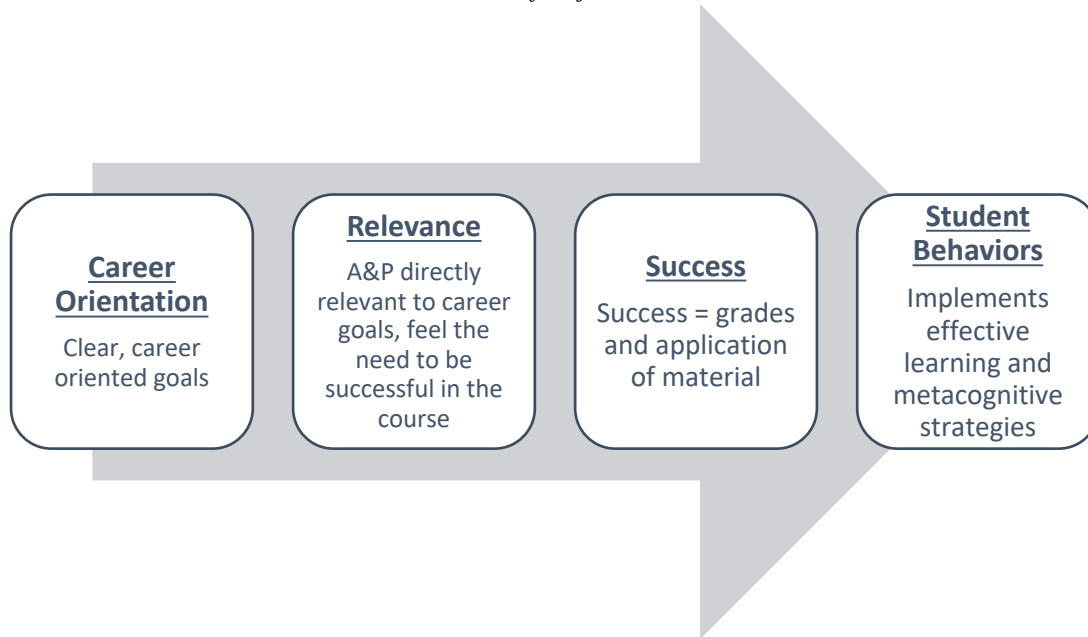 Career
Orientation
Clear, career
oriented goals
Relevance
A&P directly
relevant to career
goals, feel the
need to be
successful in the
course
Success
Success = grades
and application
of material
Student
Behaviors
Implements
effective
learning and
metacognitive
strategies